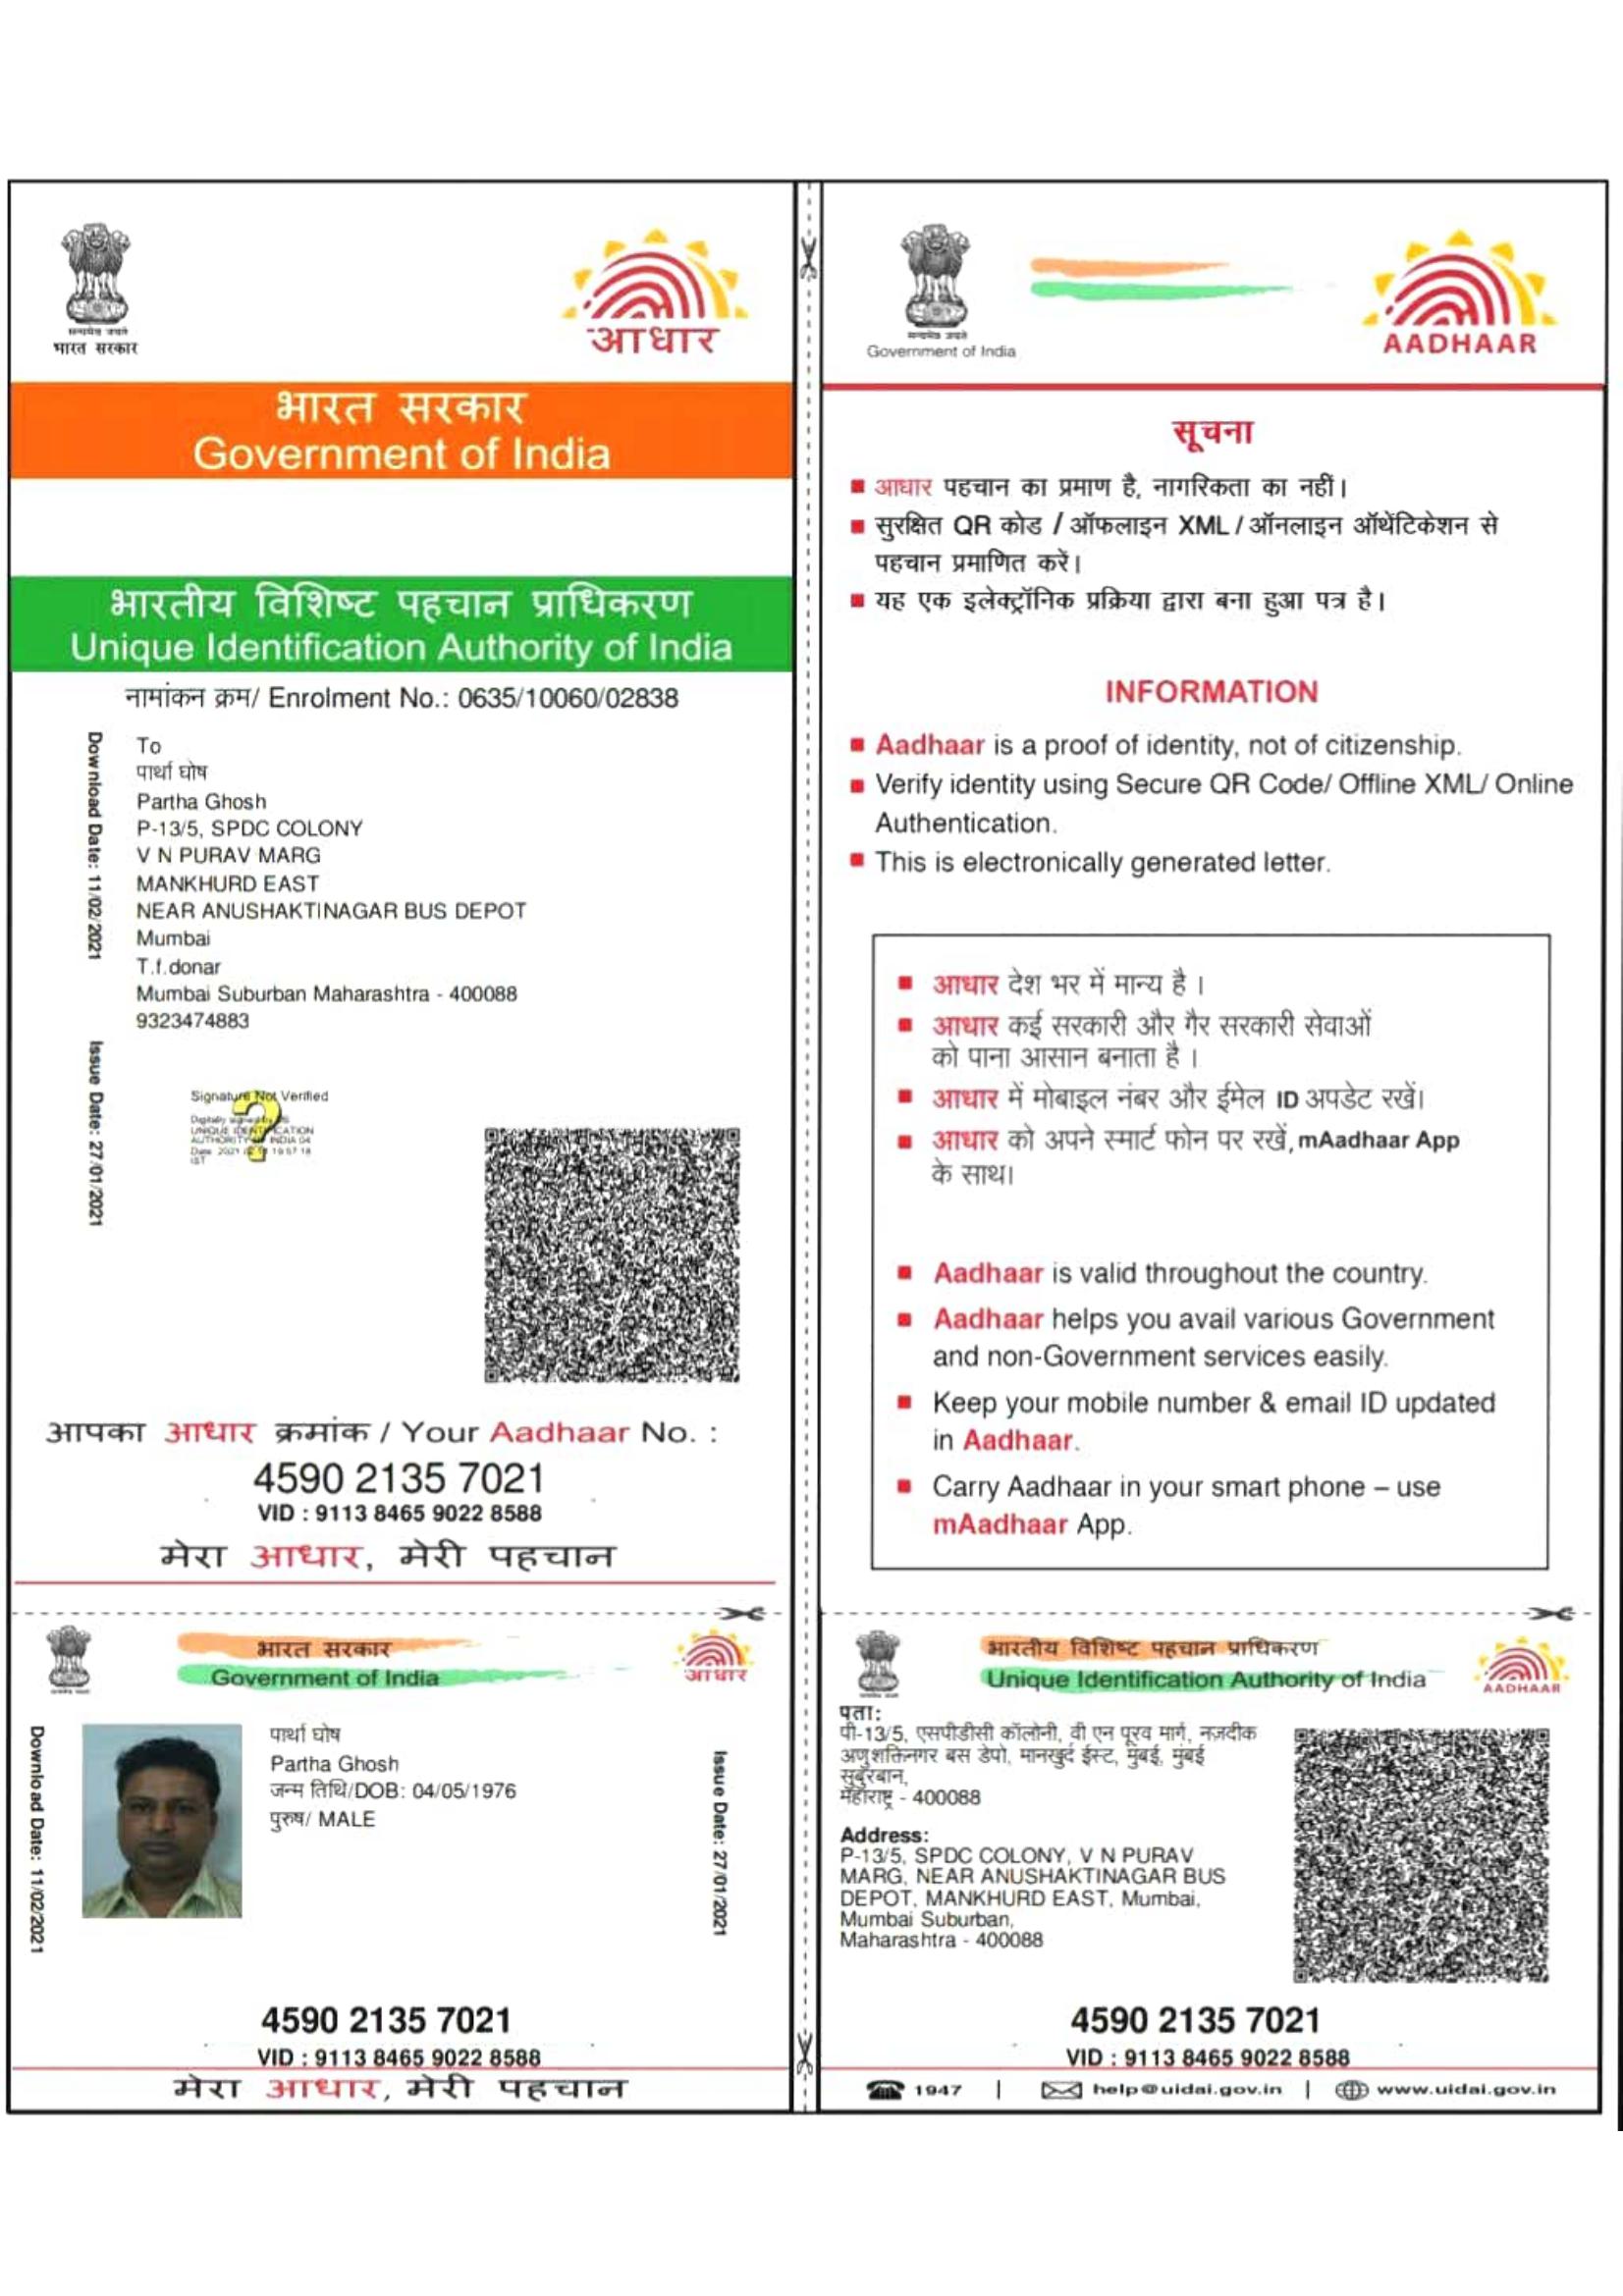 सत्यमेव जयते
भारत सरकार
आधार
भारत सरकार
Government of India
भारतीय विशिष्ट पहचान प्राधिकरण
Unique Identification Authority of India
नामांकन क्रम/ Enrolment No.: 0635/10060/02838
Download Date: 11/02/2021
Issue Date: 27/01/2021
To
पार्था घोष
Partha Ghosh
P-13/5, SPDC COLONY
V N PURAV MARG
MANKHURD EAST
NEAR ANUSHAKTINAGAR BUS DEPOT
Mumbai
T.f.donar
Mumbai Suburban Maharashtra - 400088
9323474883
Signature Not Verified
UNIQUE IDENTIFICATION
AUTHORITY OF INDIA 04
IST
आपका आधार क्रमांक / Your Aadhaar No. :
4590 2135 7021
VID : 9113 8465 9022 8588
मेरा आधार, मेरी पहचान
भारत सरकार
Government of India
आधार
Download Date: 11/02/2021
पार्था घोष
Partha Ghosh
जन्म तिथि/DOB: 04/05/1976
पुरुष/ MALE
Issue Date: 27/01/2021
4590 2135 7021
VID : 9113 8465 9022 8588
मेरा आधार, मेरी पहचान
सत्यमेव जयते
Government of India
AADHAAR
सूचना
आधार पहचान का प्रमाण है, नागरिकता का नहीं।
सुरक्षित QR कोड / ऑफलाइन XML / ऑनलाइन ऑथेंटिकेशन से
पहचान प्रमाणित करें।
यह एक इलेक्ट्रॉनिक प्रक्रिया द्वारा बना हुआ पत्र है।
INFORMATION
Aadhaar is a proof of identity, not of citizenship.
Verify identity using Secure QR Code/ Offline XML/ Online
Authentication.
This is electronically generated letter.
आधार देश भर में मान्य है ।
आधार कई सरकारी और गैर सरकारी सेवाओं
को पाना आसान बनाता है ।
आधार में मोबाइल नंबर और ईमेल ID अपडेट रखें।
आधार को अपने स्मार्ट फोन पर रखें, mAadhaar App
के साथ।
Aadhaar is valid throughout the country.
Aadhaar helps you avail various Government
and non-Government services easily.
Keep your mobile number & email ID updated
in Aadhaar.
Carry Aadhaar in your smart phone – use
mAadhaar App.
भारतीय विशिष्ट पहचान प्राधिकरण
Unique Identification Authority of India
AADHAAR
पता:
पी-13/5, एसपीडीसी कॉलोनी, वी एन पूरव मार्ग, नज़दीक
अणुशक्तिनगर बस डेपो, मानखुर्द ईस्ट, मुंबई, मुंबई
सुबुरबान,
महाराष्ट्र - 400088
Address:
P-13/5, SPDC COLONY, V N PURAV
MARG, NEAR ANUSHAKTINAGAR BUS
DEPOT, MANKHURD EAST, Mumbai,
Mumbai Suburban,
Maharashtra - 400088
4590 2135 7021
VID : 9113 8465 9022 8588
1947 | help@uidai.gov.in | www.uidai.gov.in